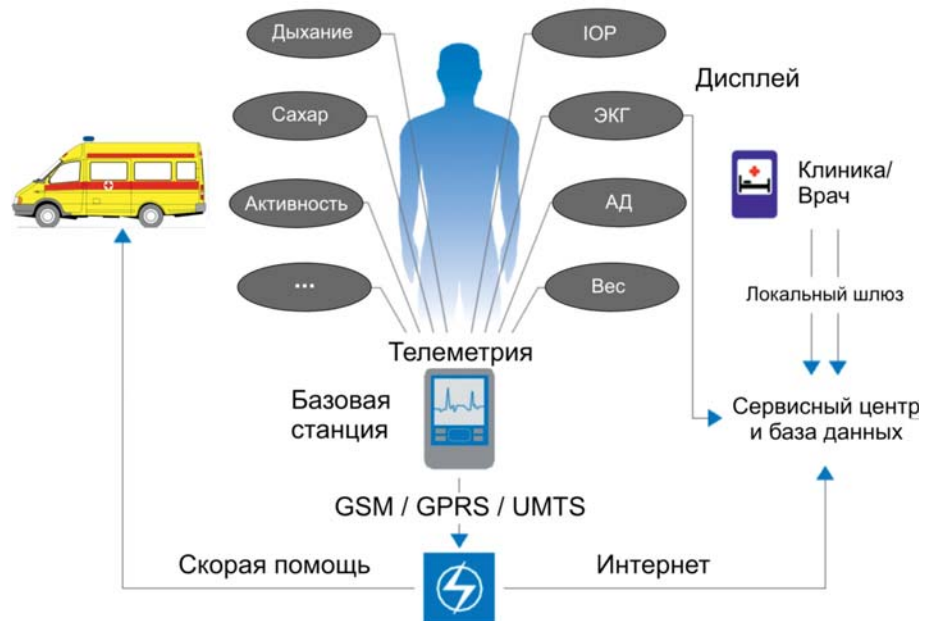 Дыхание
IOP
Дисплей
Сахар
ЭКГ
Клиника/
Врач
Активность
АД
...
Вес
Локальный шлюз
Телеметрия
Базовая
станция
Сервисный центр
и база данных
GSM / GPRS / UMTS
Скорая помощь
Интернет